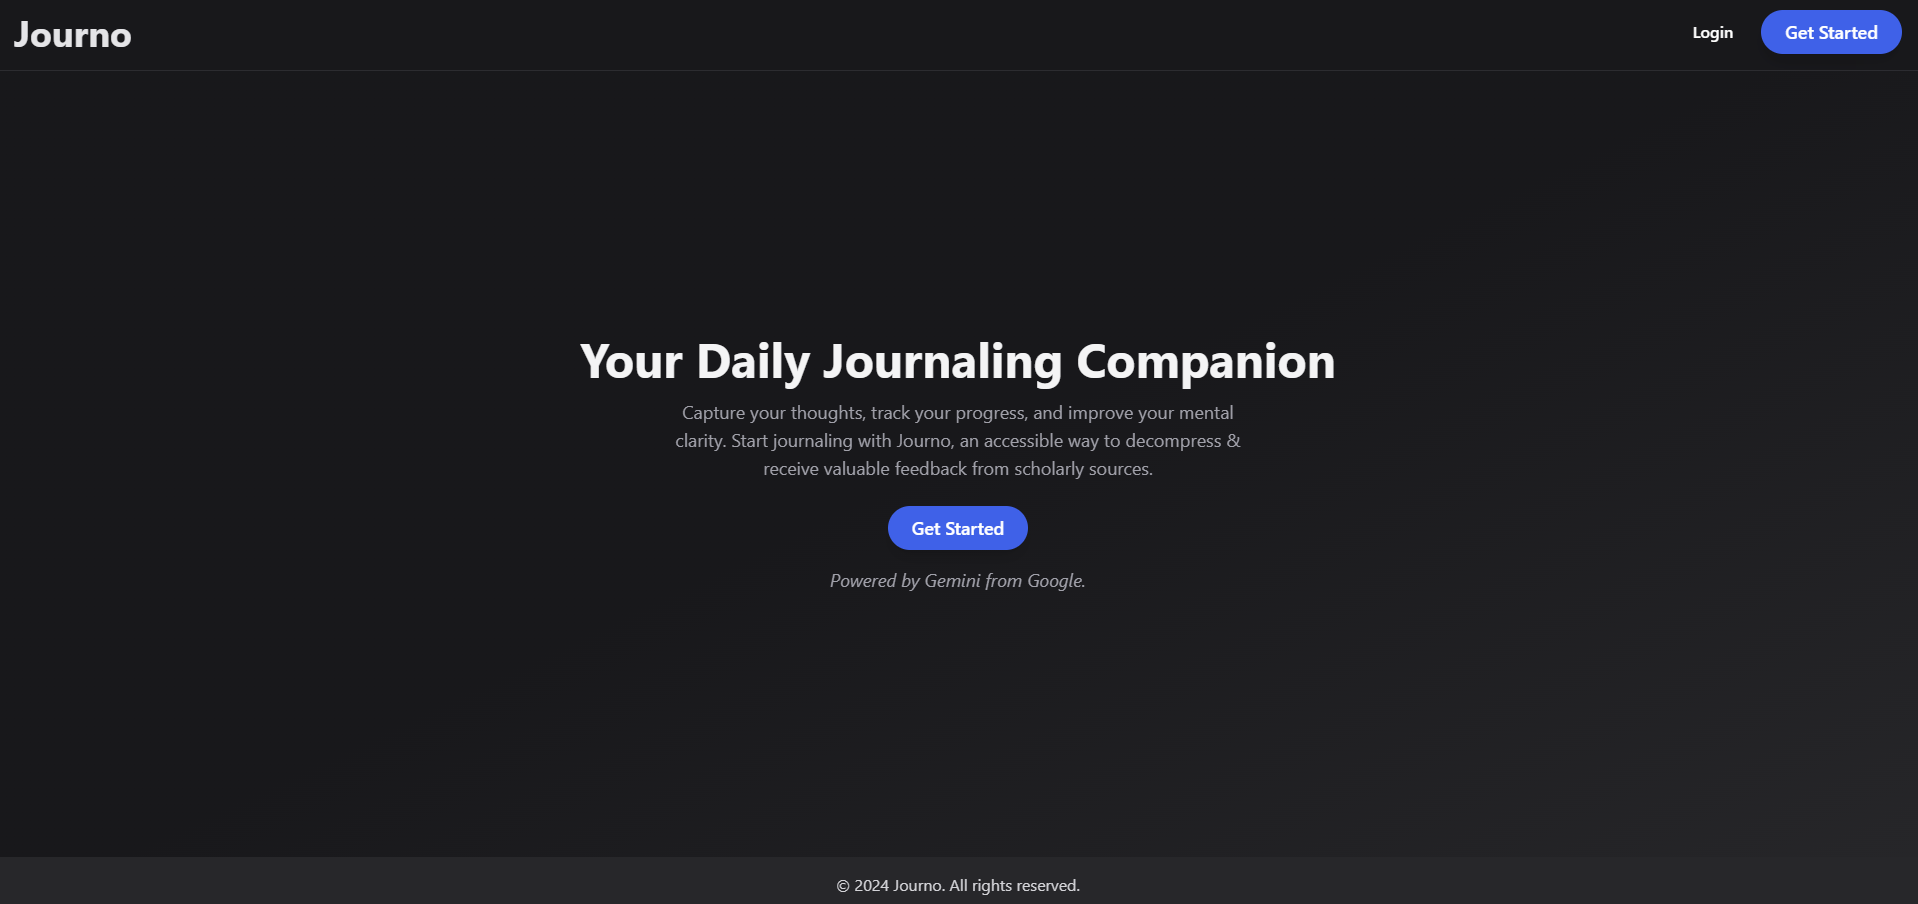 Journo
Login
Get Started
Your Daily Journaling Companion
Capture your thoughts, track your progress, and improve your mental
clarity. Start journaling with Journo, an accessible way to decompress &
receive valuable feedback from scholarly sources.
Get Started
Powered by Gemini from Google.
© 2024 Journo. All rights reserved.